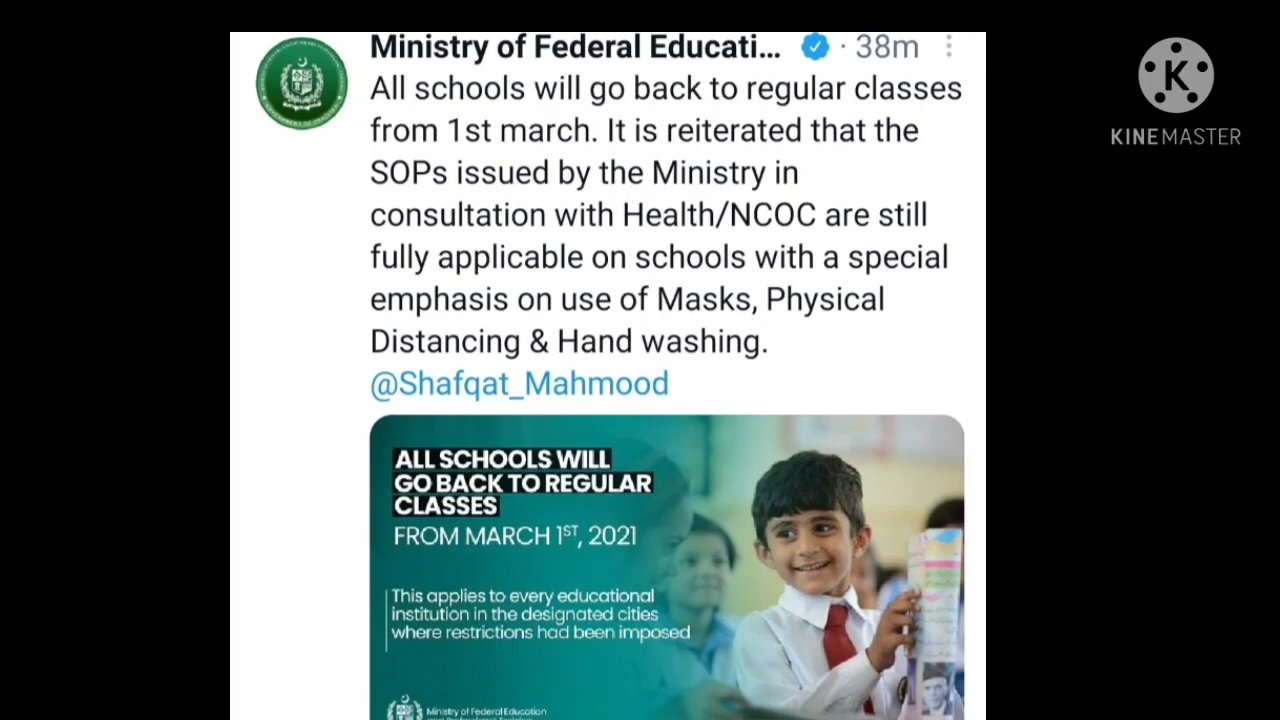 Ministry of Federal Educati... · 38m
All schools will go back to regular classes
from 1st march. It is reiterated that the
SOPs issued by the Ministry in
consultation with Health/NCOC are still
fully applicable on schools with a special
emphasis on use of Masks, Physical
Distancing & Hand washing.
@Shafqat_Mahmood
ALL SCHOOLS WILL
GO BACK TO REGULAR
CLASSES
FROM MARCH 1ST, 2021
This applies to every educational
institution in the designated cities
where restrictions had been imposed
Ministry of Federal Education
K
KINEMASTER